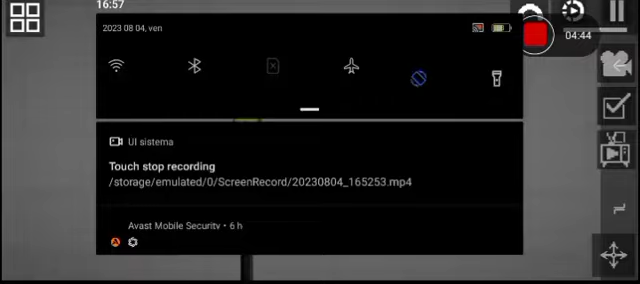 16:57
2023 08 04, ven
04:44
UI sistema
Touch stop recording
/storage/emulated/0/ScreenRecord/20230804_165253.mp4
Avast Mobile Security • 6 h